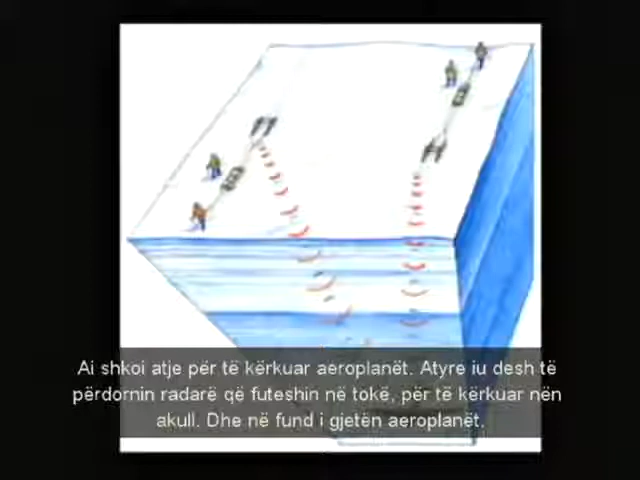 Ai shkoi atje për të kërkuar aeroplanët. Atyre iu desh të
përdornin radarë që futeshin në tokë, për të kërkuar nën
akull. Dhe në fund i gjetën aeroplanët.